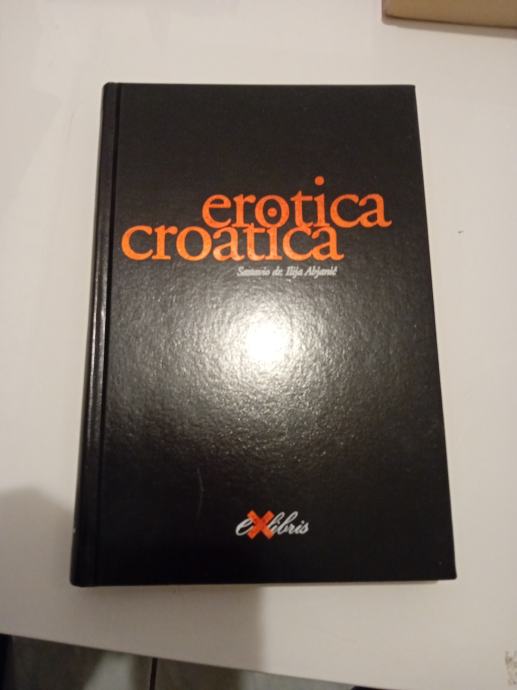 erotica
croatica
Sastavio dr. Ilija Abjanić
exlibris